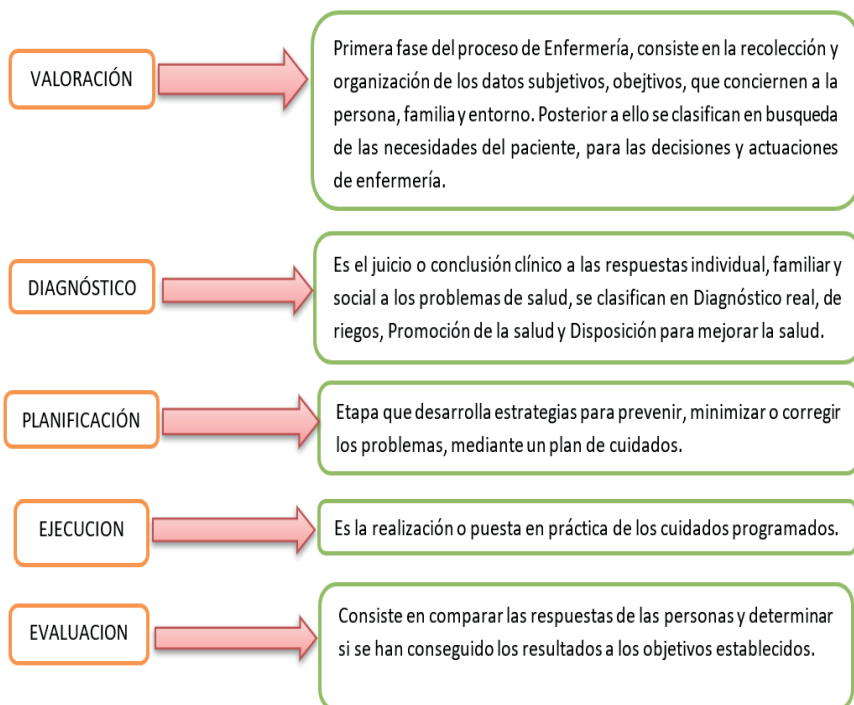 VALORACIÓN
Primera fase del proceso de Enfermería, consiste en la recolección y
organización de los datos subjetivos, obejtivos, que conciernen a la
persona, familia y entorno. Posterior a ello se clasifican en busqueda
de las necesidades del paciente, para las decisiones y actuaciones
de enfermería.
DIAGNÓSTICO
Es el juicio o conclusión clínico a las respuestas individual, familiar y
social a los problemas de salud, se clasifican en Diagnóstico real, de
riegos, Promoción de la salud y Disposición para mejorar la salud.
PLANIFICACIÓN
Etapa que desarrolla estrategias para prevenir, minimizar o corregir
los problemas, mediante un plan de cuidados.
EJECUCION
Es la realización o puesta en práctica de los cuidados programados.
EVALUACION
Consiste en comparar las respuestas de las personas y determinar
si se han conseguido los resultados a los objetivos establecidos.